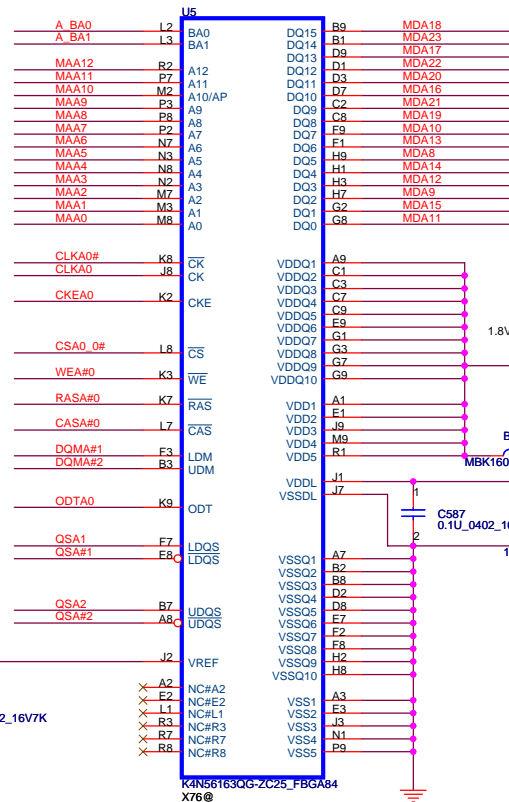 U5
A_BA0 L2 BA0 DQ15 B9 MDA18
A_BA1 L3 BA1 DQ14 B1 MDA23
DQ13 D9 MDA17
MAA12 R2 A12 DQ12 D1 MDA22
MAA11 P7 A11 DQ11 D3 MDA20
MAA10 M2 A10/AP DQ10 D7 MDA16
MAA9 P3 A9 DQ9 C2 MDA21
MAA8 P8 A8 DQ8 C8 MDA19
MAA7 P2 A7 DQ7 F9 MDA10
MAA6 N7 A6 DQ6 F1 MDA13
MAA5 N3 A5 DQ5 H9 MDA8
MAA4 N8 A4 DQ4 H1 MDA14
MAA3 N2 A3 DQ3 H3 MDA12
MAA2 M7 A2 DQ2 H7 MDA9
MAA1 M3 A1 DQ1 G2 MDA15
MAA0 M8 A0 DQ0 G8 MDA11
CLKA0# K8 CK VDDQ1 A9
CLKA0 J8 CK VDDQ2 C1
VDDQ3 C3
CKEA0 K2 CKE VDDQ4 C7
VDDQ5 C9
VDDQ6 E9
VDDQ7 G1
1.8V
CSA0_0# L8 CS VDDQ8 G3
VDDQ9 G7
WEA#0 K3 WE VDDQ10 G9
RASA#0 K7 RAS VDD1 A1
VDD2 E1
CASA#0 L7 CAS VDD3 J9
VDD4 M9 B
DQMA#1 F3 LDM VDD5 R1
DQMA#2 B3 UDM MBK160
VDDL J1
VSSDL J7 1
ODTA0 K9 ODT C587
0.1U_0402_16
2
QSA1 F7 LDQS
QSA#1 E8 LDQS VSSQ1 A7 1
VSSQ2 B2
VSSQ3 B8
VSSQ4 D2
QSA2 B7 UDQS VSSQ5 D8
QSA#2 A8 UDQS VSSQ6 E7
VSSQ7 F2
VSSQ8 F8
J2 VREF VSSQ9 H2
VSSQ10 H8
A2 NC#A2
E2 NC#E2 VSS1 A3
L1 NC#L1 VSS2 E3
2_16V7K R3 NC#R3 VSS3 J3
R7 NC#R7 VSS4 N1
R8 NC#R8 VSS5 P9
K4N56163QG-ZC25_FBGA84
X76@